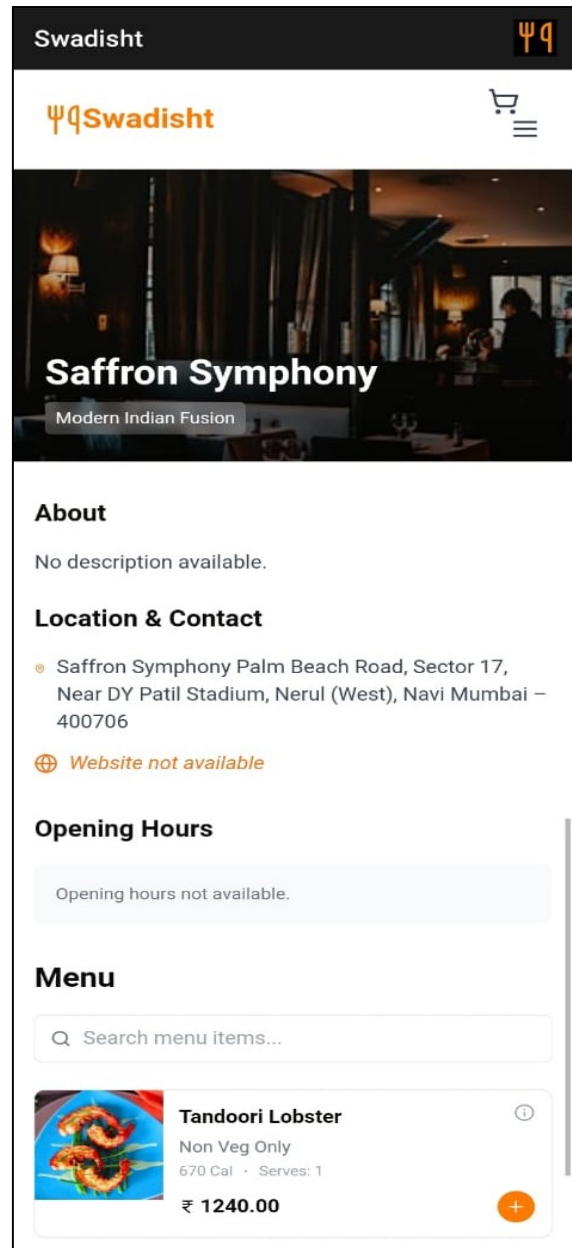 Swadisht
Swadisht
Saffron Symphony
Modern Indian Fusion
About
No description available.
Location & Contact
Saffron Symphony Palm Beach Road, Sector 17,
Near DY Patil Stadium, Nerul (West), Navi Mumbai –
400706
Website not available
Opening Hours
Opening hours not available.
Menu
Search menu items...
Tandoori Lobster
Non Veg Only
670 Cal · Serves: 1
₹ 1240.00